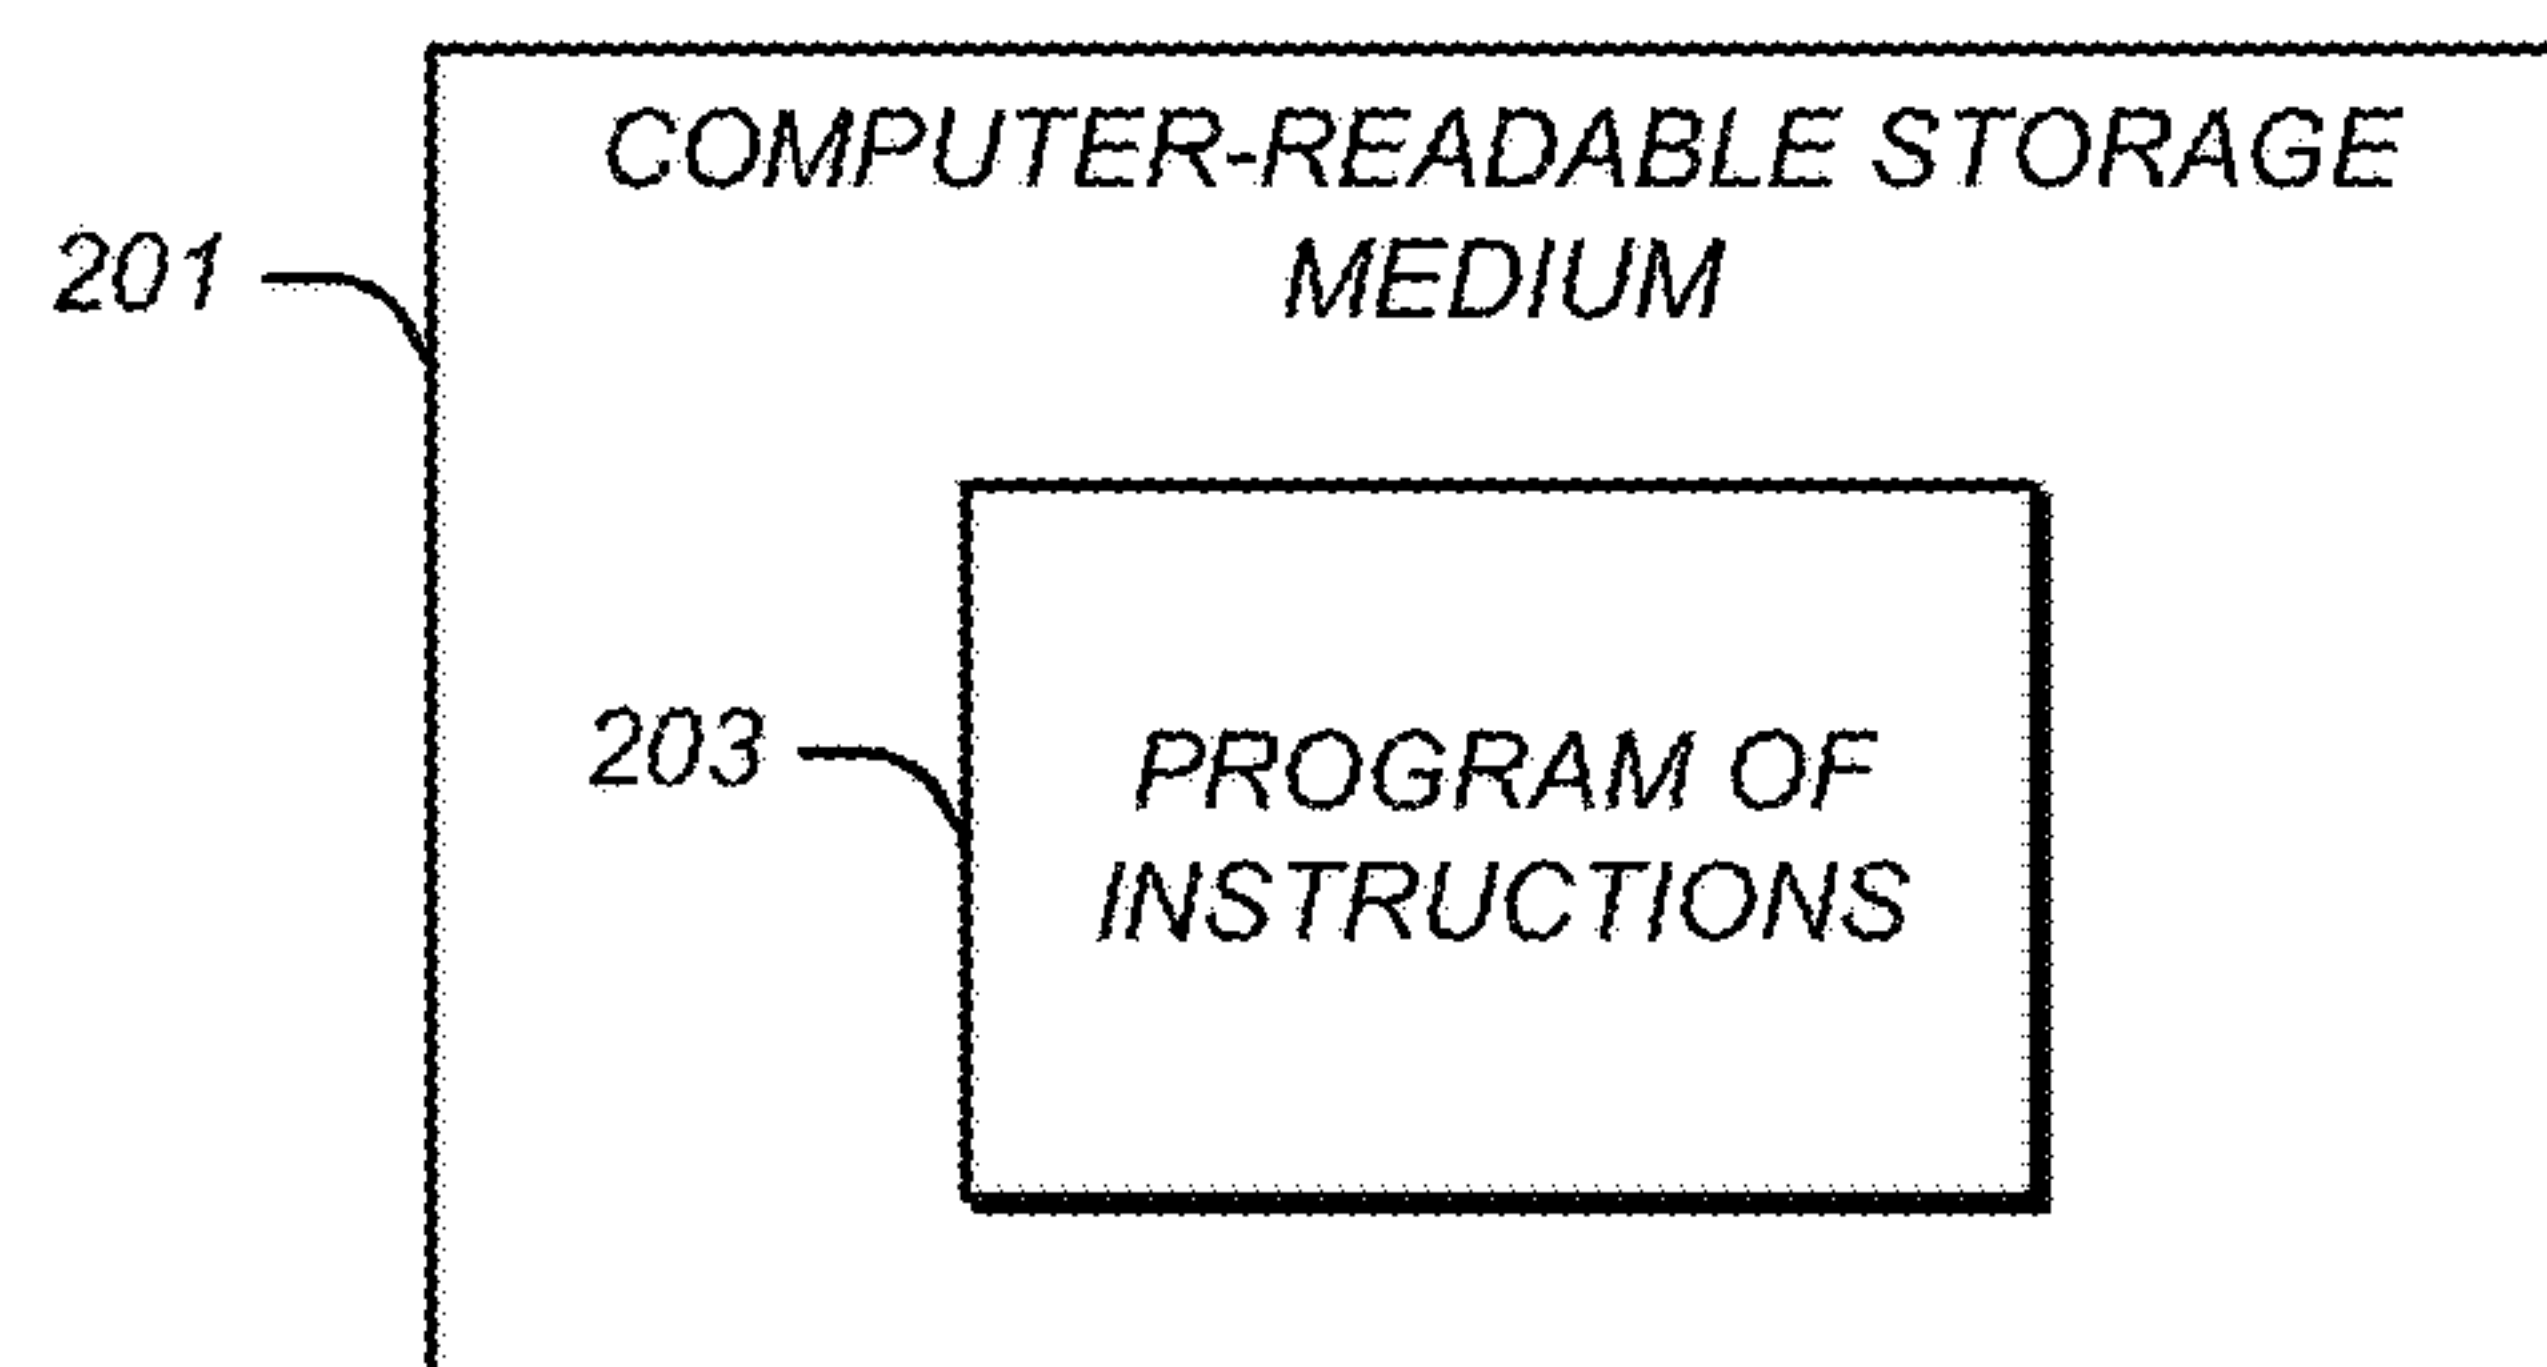 COMPUTER-READABLE STORAGE
MEDIUM
201
203
PROGRAM OF
INSTRUCTIONS